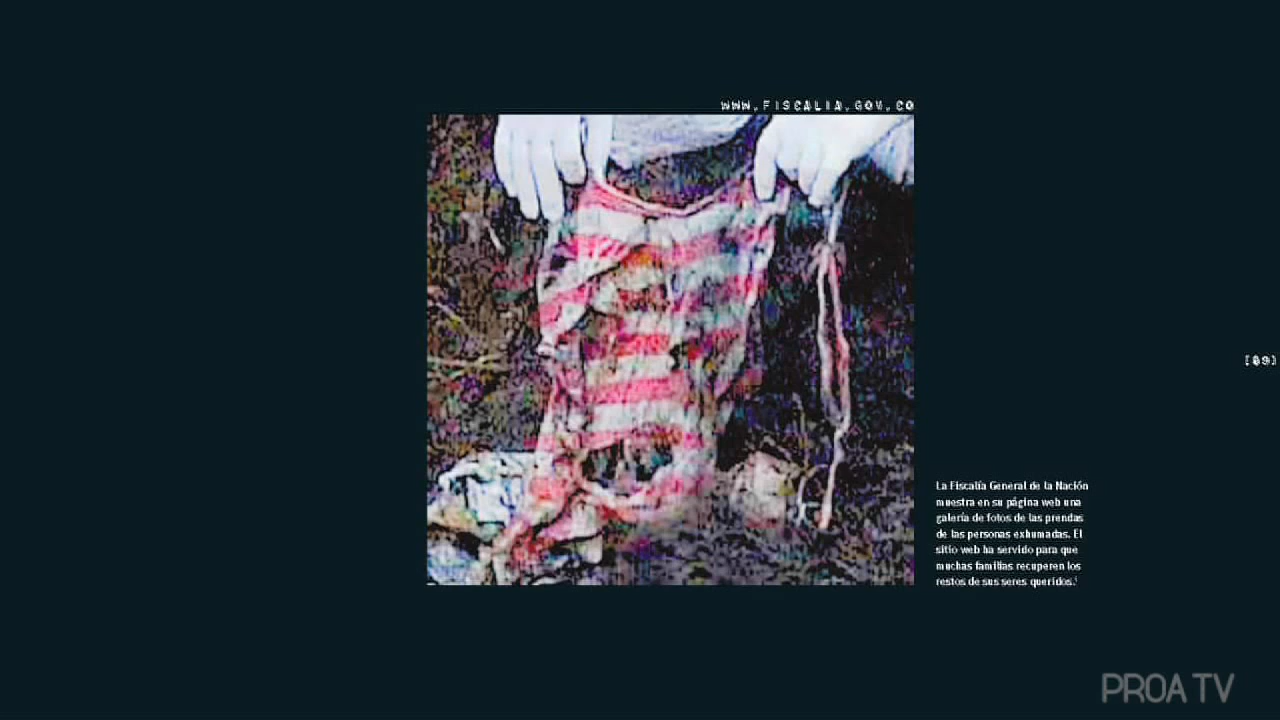 WWW.FISCALIA.GOV.CO
[09]
La Fiscalía General de la Nación
muestra en su página web una
galería de fotos de las prendas
de las personas exhumadas. El
sitio web ha servido para que
muchas familias recuperen los
restos de sus seres queridos.
PROA TV